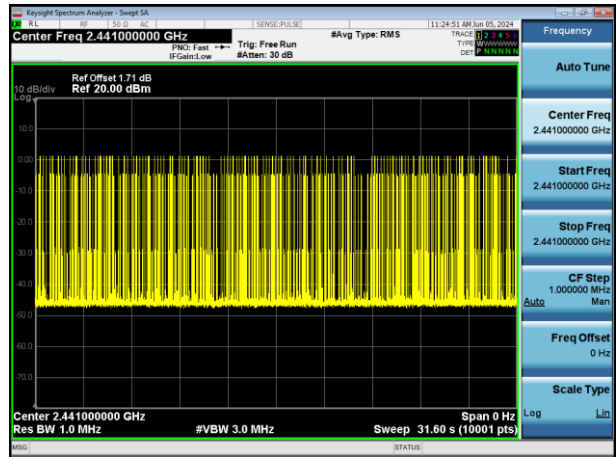 Keysight Spectrum Analyzer - Swept SA
RL RF 50 Ω AC SENSE:PULSE 11:24:51 AM Jun 05, 2024
Center Freq 2.441000000 GHz
#Avg Type: RMS
TRACE 1 2 3 4 5 6
PNO: Fast
Trig: Free Run
TYPE WWWWWW
IFGain:Low
#Atten: 30 dB
DET P NNNNN
Ref Offset 1.71 dB
10 dB/div Ref 20.00 dBm
Log
10.0
0.00
-10.0
-20.0
-30.0
-40.0
-50.0
-60.0
-70.0
Center 2.441000000 GHz Span 0 Hz
Res BW 1.0 MHz #VBW 3.0 MHz Sweep 31.60 s (10001 pts)
MSG STATUS
Frequency
Auto Tune
Center Freq
2.441000000 GHz
Start Freq
2.441000000 GHz
Stop Freq
2.441000000 GHz
CF Step
1.000000 MHz
Auto Man
Freq Offset
0 Hz
Scale Type
Log Lin